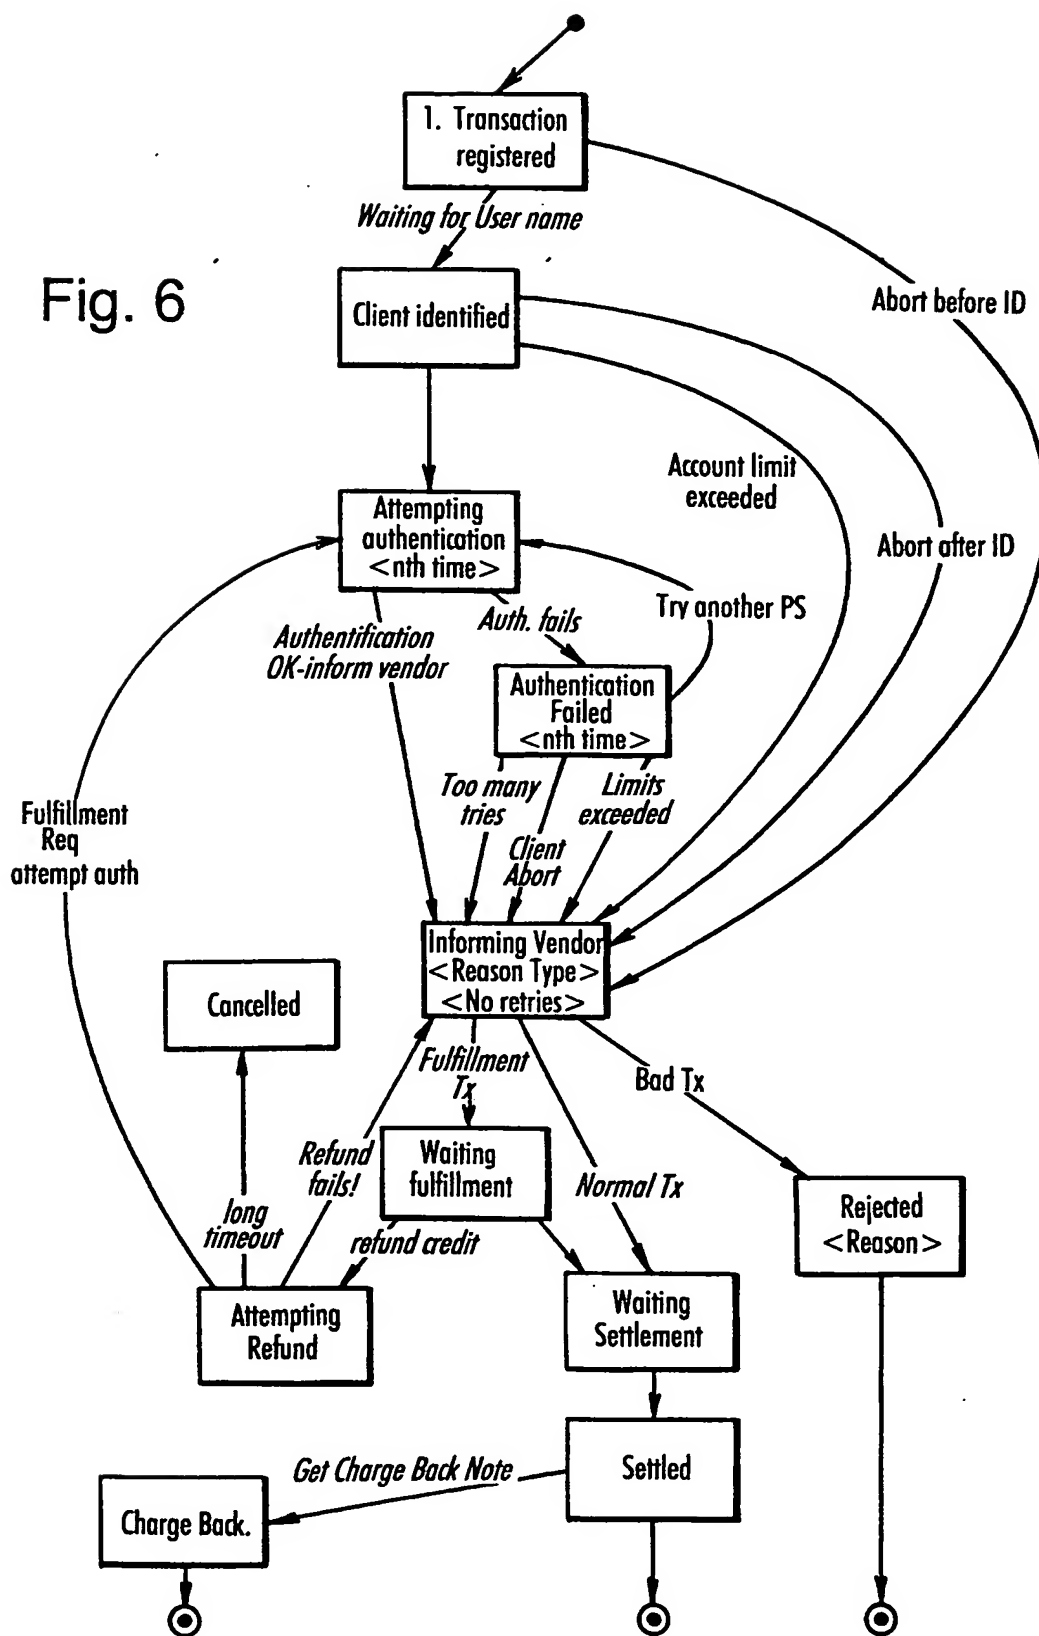 1. Transaction
registered
Waiting for User name
Fig. 6
Client identified
Abort before ID
Account limit
exceeded
Attempting
authentication
<nth time>
Abort after ID
Try another PS
Auth. fails
Authentification
OK-inform vendor
Authentication
Failed
<nth time>
Too many
tries
Limits
exceeded
Client
Abort
Fulfillment
Req
attempt auth
Informing Vendor
<Reason Type>
<No retries>
Cancelled
Fulfillment
Tx
Bad Tx
Refund
fails!
Waiting
fulfillment
Normal Tx
Rejected
<Reason>
long
timeout
refund credit
Attempting
Refund
Waiting
Settlement
Get Charge Back Note
Settled
Charge Back.